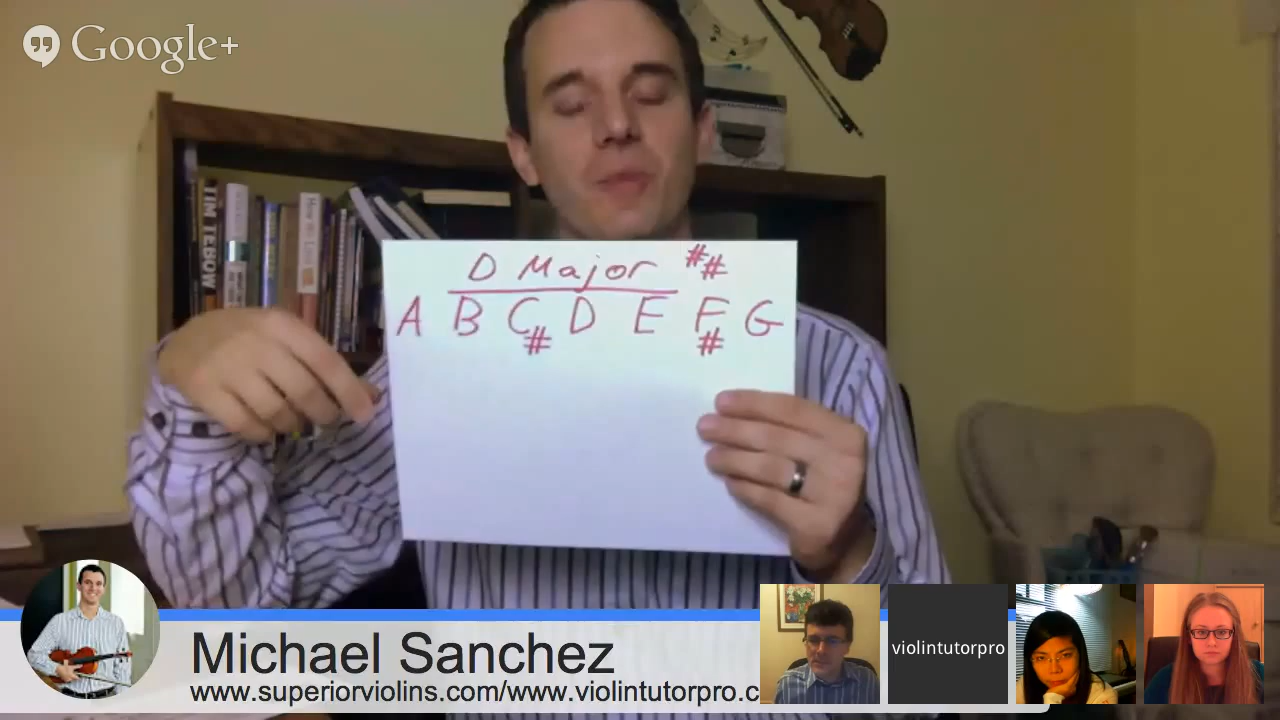 Google+
TIM TEBOW
D Major ##
A B C# D E F# G
violintutorpro
Michael Sanchez
www.superiorviolins.com/www.violintutorpro.c